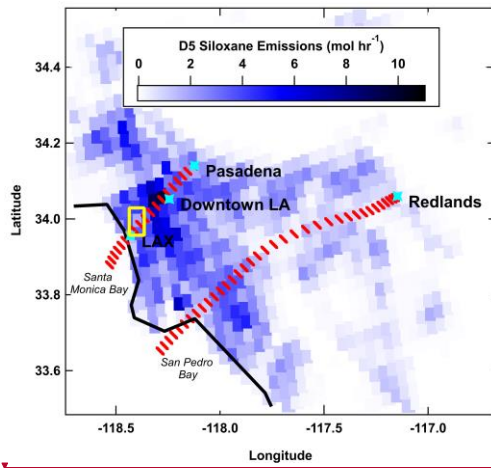 D5 Siloxane Emissions (mol hr-1)
0 2 4 6 8 10
34.4
34.2
34.0
33.8
33.6
Latitude
Pasadena
Downtown LA
Redlands
LAX
Santa
Monica Bay
San Pedro
Bay
-118.5 -118.0 -117.5 -117.0
Longitude